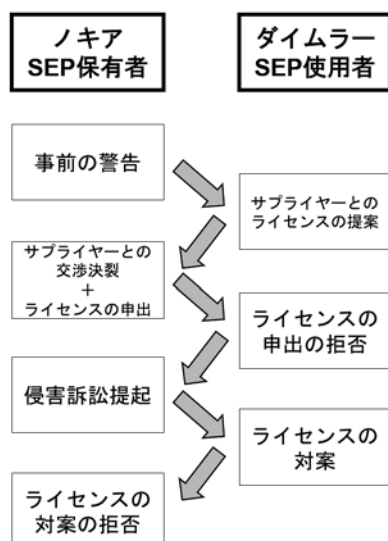 ノキア
SEP保有者
ダイムラー
SEP使用者
事前の警告
サプライヤーとの
ライセンスの提案
サプライヤーとの
交渉決裂
+
ライセンスの申出
ライセンスの
申出の拒否
侵害訴訟提起
ライセンスの
対案
ライセンスの
対案の拒否